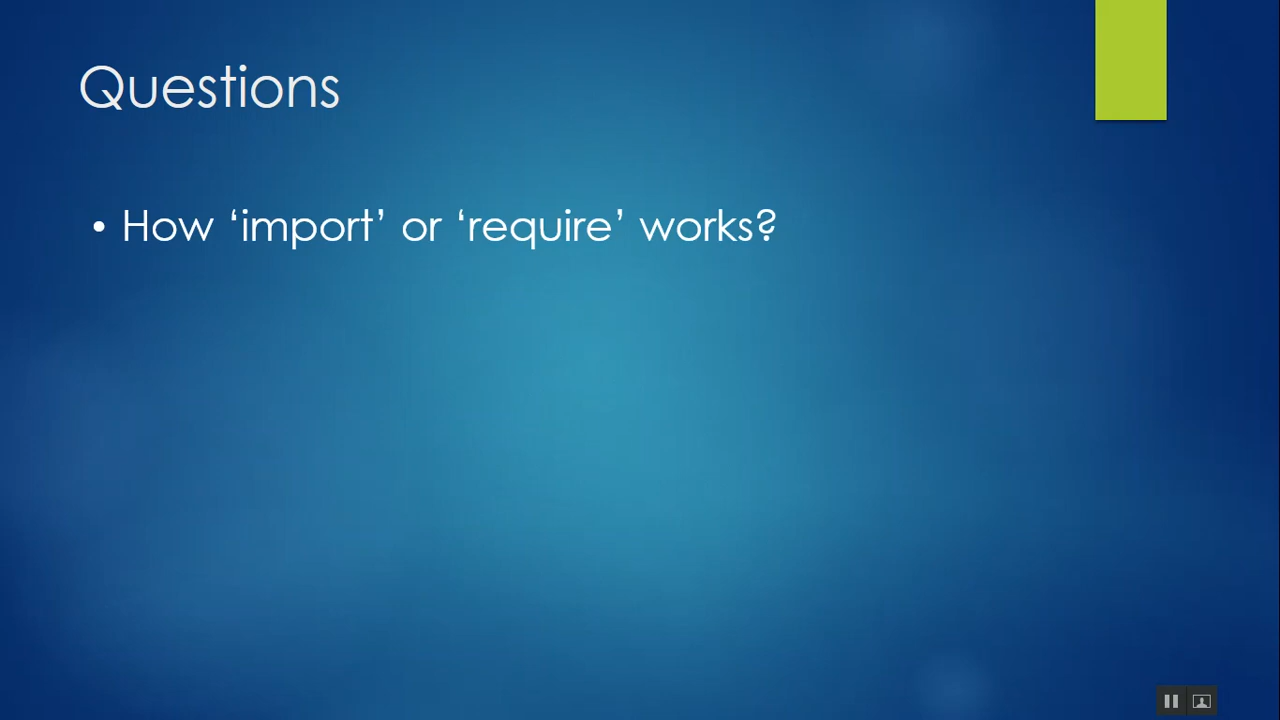 Questions
• How ‘import’ or ‘require’ works?